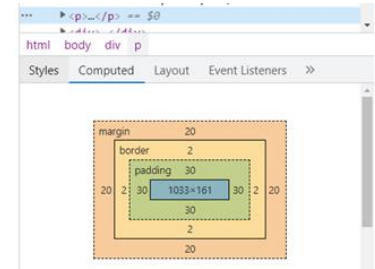 ... ▶<p>…</p> == $0
html body div p
Styles Computed Layout Event Listeners »
margin 20
border 2
padding 30
20 2 30 1033×161 30 2 20
30
2
20